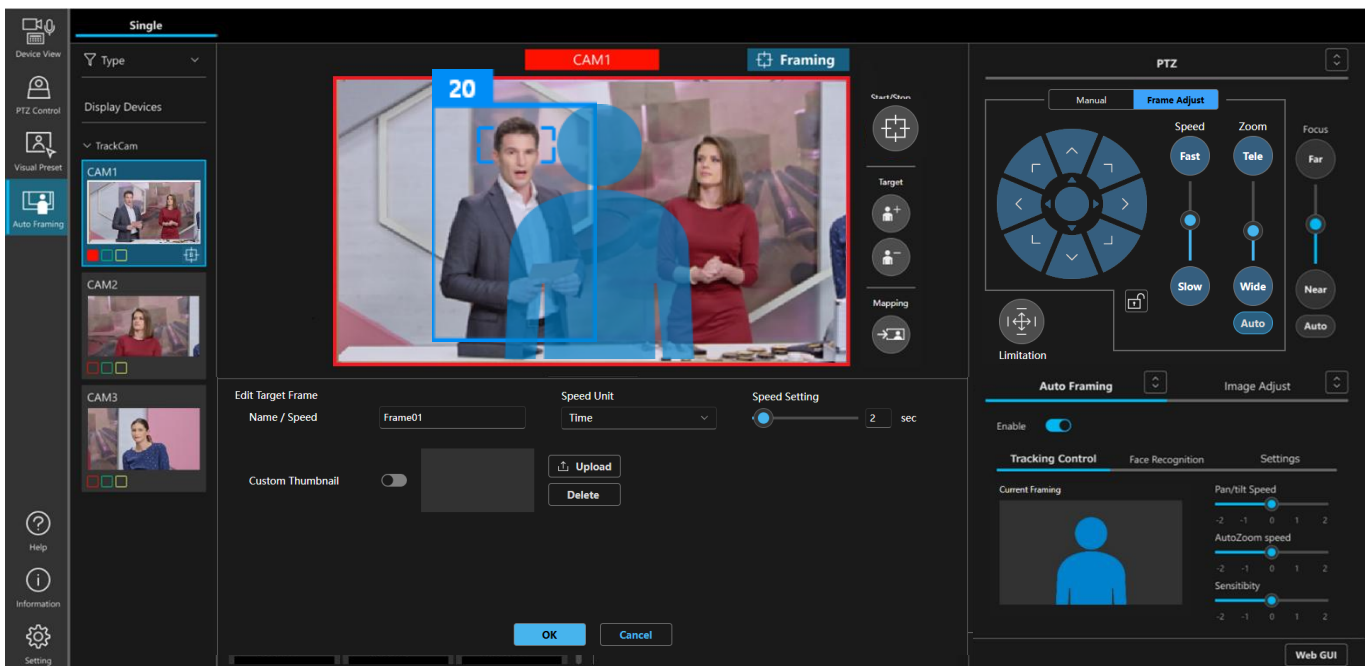 Single
Device View
PTZ Control
Visual Preset
Auto Framing
Help
Information
Setting
Type
Display Devices
TrackCam
CAM1
CAM2
CAM3
CAM1
Framing
20
Start/Stop
Target
Mapping
Edit Target Frame
Name / Speed
Frame01
Speed Unit
Time
Speed Setting
2 sec
Custom Thumbnail
Upload
Delete
OK
Cancel
PTZ
Manual
Frame Adjust
Speed
Zoom
Focus
Fast
Tele
Far
Slow
Wide
Near
Auto
Auto
Limitation
Auto Framing
Image Adjust
Enable
Tracking Control
Face Recognition
Settings
Current Framing
Pan/tilt Speed
-2 -1 0 1 2
AutoZoom speed
-2 -1 0 1 2
Sensitibity
-2 -1 0 1 2
Web GUI